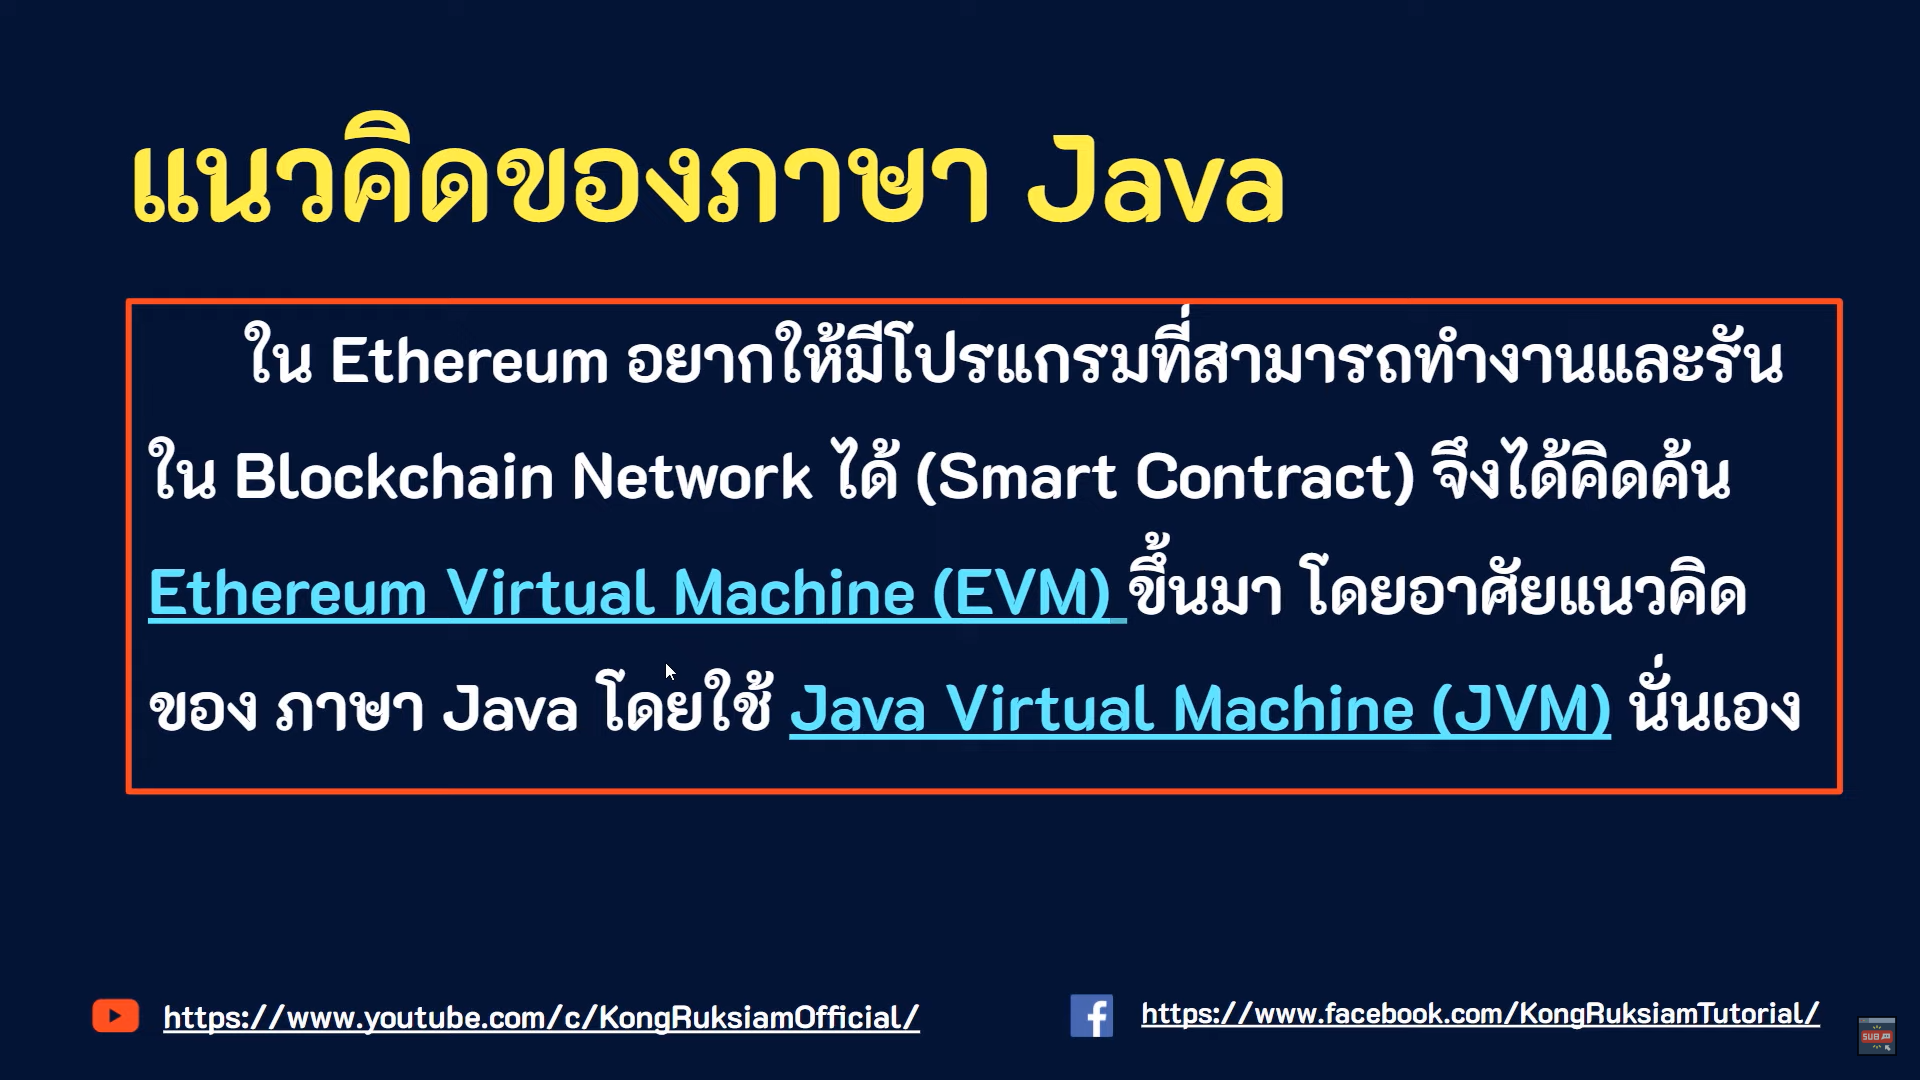 แนวคิดของภาษา Java
ใน Ethereum อยากให้มีโปรแกรมที่สามารถทำงานและรัน
ใน Blockchain Network ได้ (Smart Contract) จึงได้คิดค้น
Ethereum Virtual Machine (EVM) ขึ้นมา โดยอาศัยแนวคิด
ของ ภาษา Java โดยใช้ Java Virtual Machine (JVM) นั่นเอง
https://www.youtube.com/c/KongRuksiamOfficial/
https://www.facebook.com/KongRuksiamTutorial/
SUB